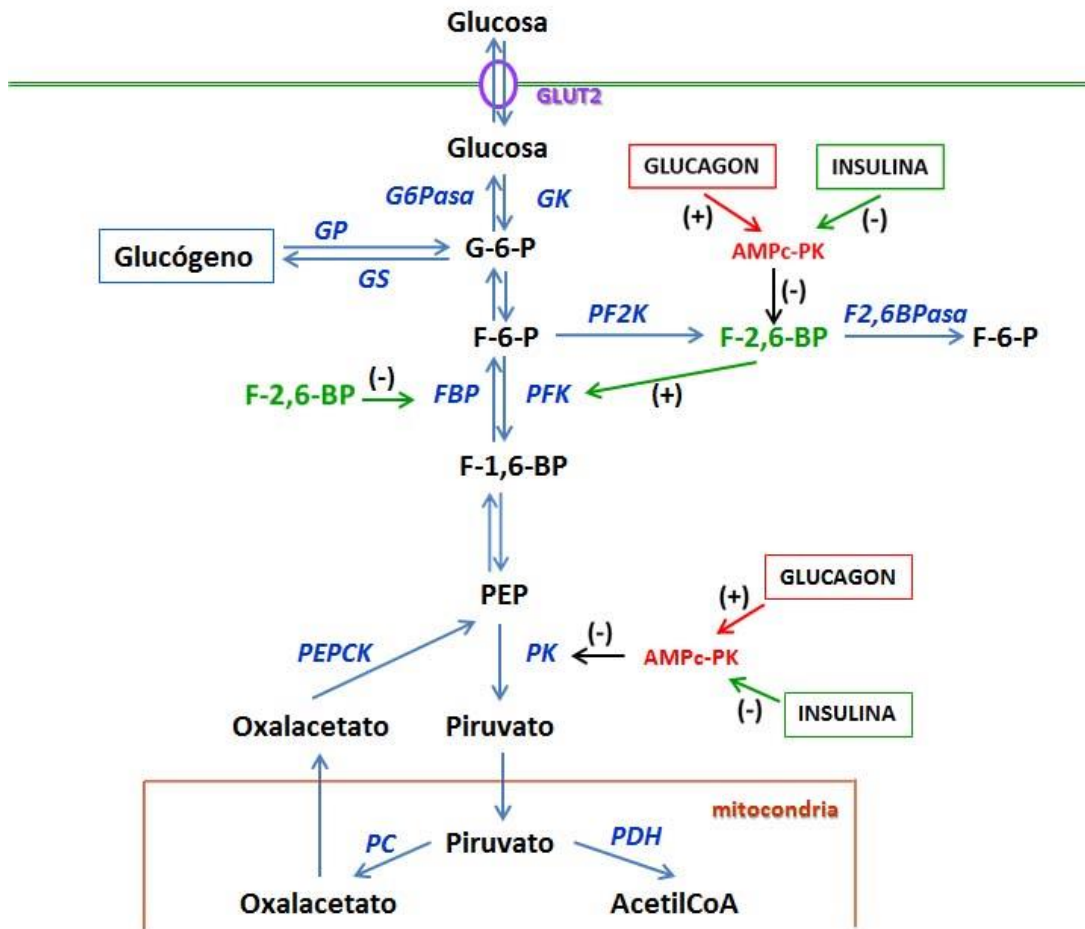 Glucosa
GLUT2
Glucosa
GLUCAGON
INSULINA
(+)
(-)
G6Pasa
GK
GP
Glucógeno
G-6-P
AMPc-PK
GS
(-)
PF2K
F2,6BPasa
F-6-P
F-2,6-BP
F-6-P
(-)
F-2,6-BP
FBP
PFK
(+)
F-1,6-BP
GLUCAGON
PEP
(+)
(-)
PEPCK
PK
AMPc-PK
(-)
INSULINA
Oxalacetato
Piruvato
mitocondria
PC
Piruvato
PDH
Oxalacetato
AcetilCoA